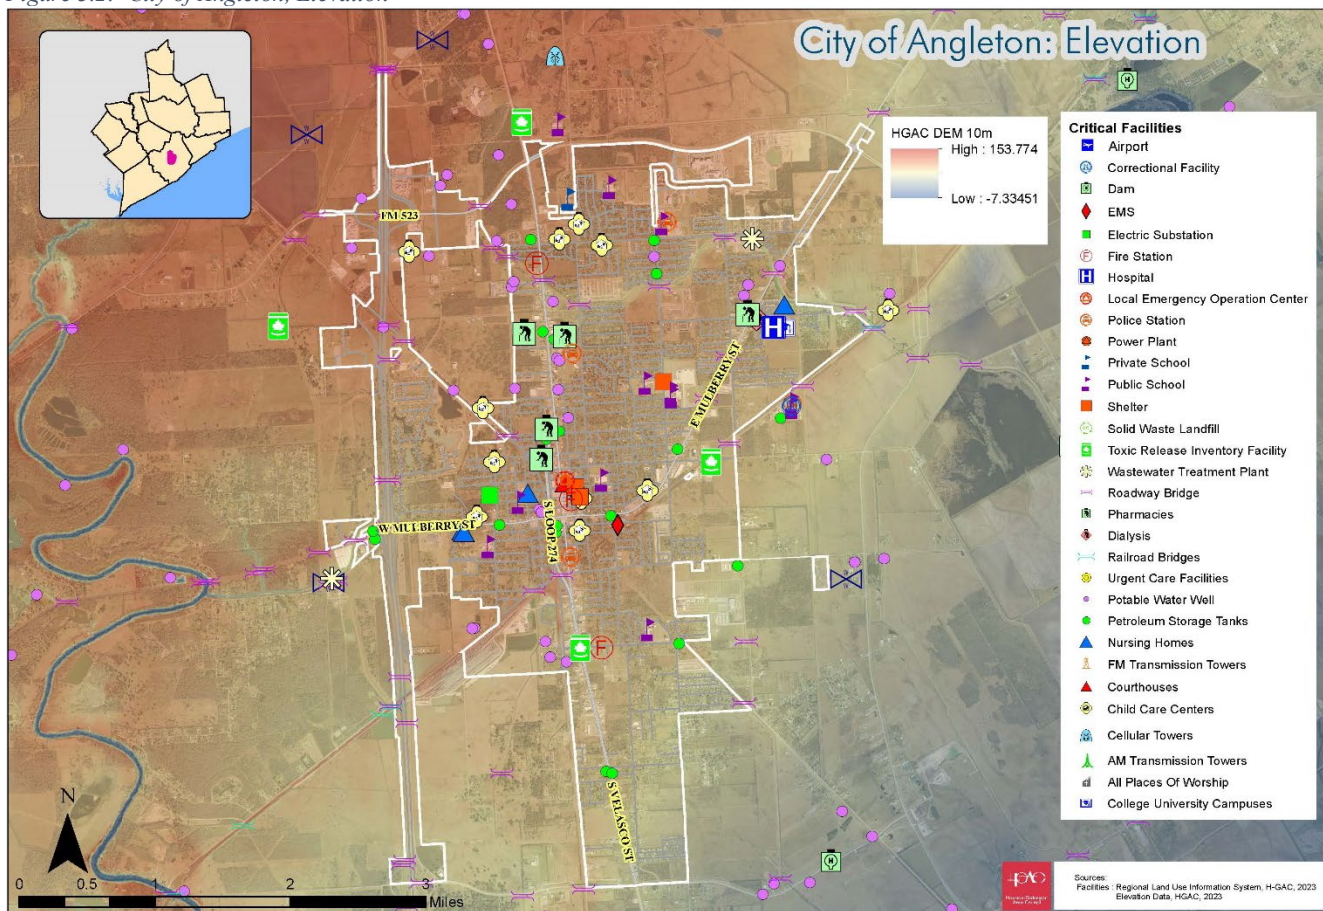 City of Angleton: Elevation
HGAC DEM 10m
High : 153.774
Low : -7.33451
Critical Facilities
Airport
Correctional Facility
Dam
EMS
Electric Substation
Fire Station
Hospital
Local Emergency Operation Center
Police Station
Power Plant
Private School
Public School
Shelter
Solid Waste Landfill
Toxic Release Inventory Facility
Wastewater Treatment Plant
Roadway Bridge
Pharmacies
Dialysis
Railroad Bridges
Urgent Care Facilities
Potable Water Well
Petroleum Storage Tanks
Nursing Homes
FM Transmission Towers
Courthouses
Child Care Centers
Cellular Towers
AM Transmission Towers
All Places Of Worship
College University Campuses
FM 523
E MULBERRY ST
W MULBERRY ST
S LOOP 274
S VELASCO ST
F
H
F
F
N
0 0.5 1 2 3
Miles
Sources:
Facilities : Regional Land Use Information System, H-GAC, 2023
Elevation Data, HGAC, 2023